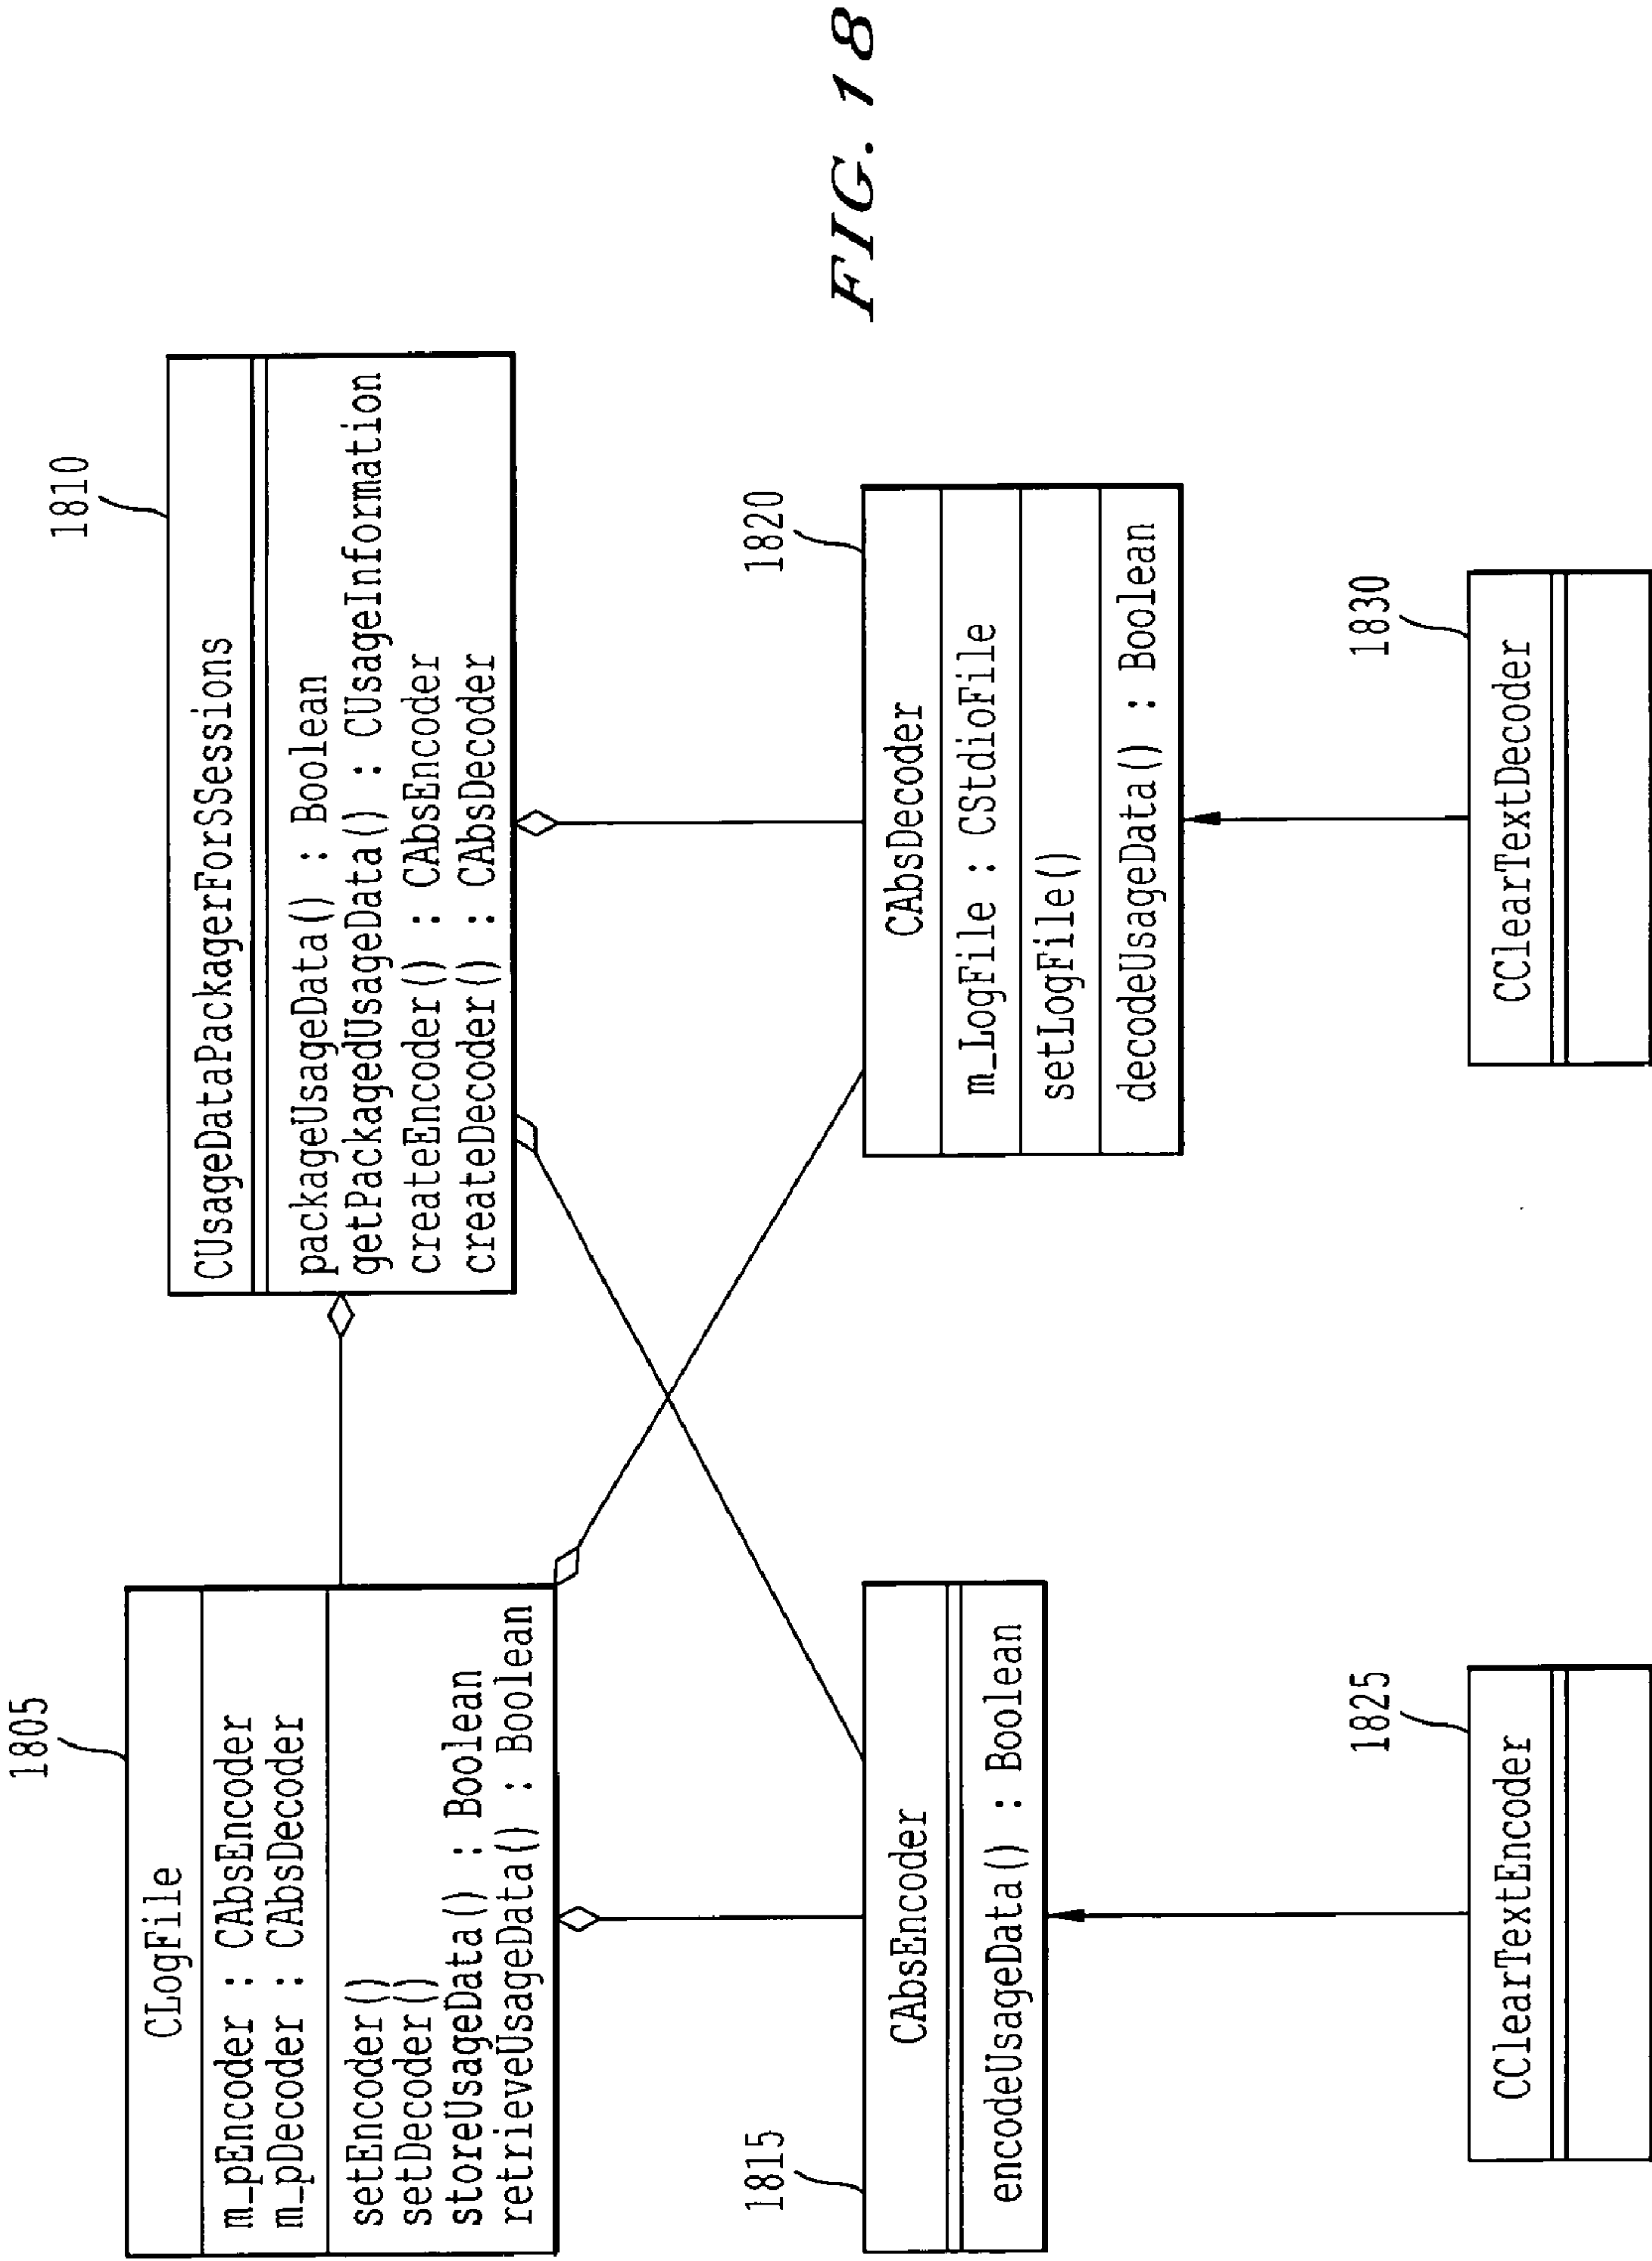 1805
CLogFile
m_pEncoder : CAbsEncoder
m_pDecoder : CAbsDecoder
setEncoder()
setDecoder()
storeUsageData() : Boolean
retrieveUsageData() : Boolean
1810
CUsageDataPackagerForSSessions
packageUsageData() : Boolean
getPackagedUsageData() : CUsageInformation
createEncoder() : CAbsEncoder
createDecoder() : CAbsDecoder
1815
CAbsEncoder
encodeUsageData() : Boolean
1820
CAbsDecoder
m_LogFile : CStdioFile
setLogFile()
decodeUsageData() : Boolean
1825
CClearTextEncoder
1830
CClearTextDecoder
FIG. 18